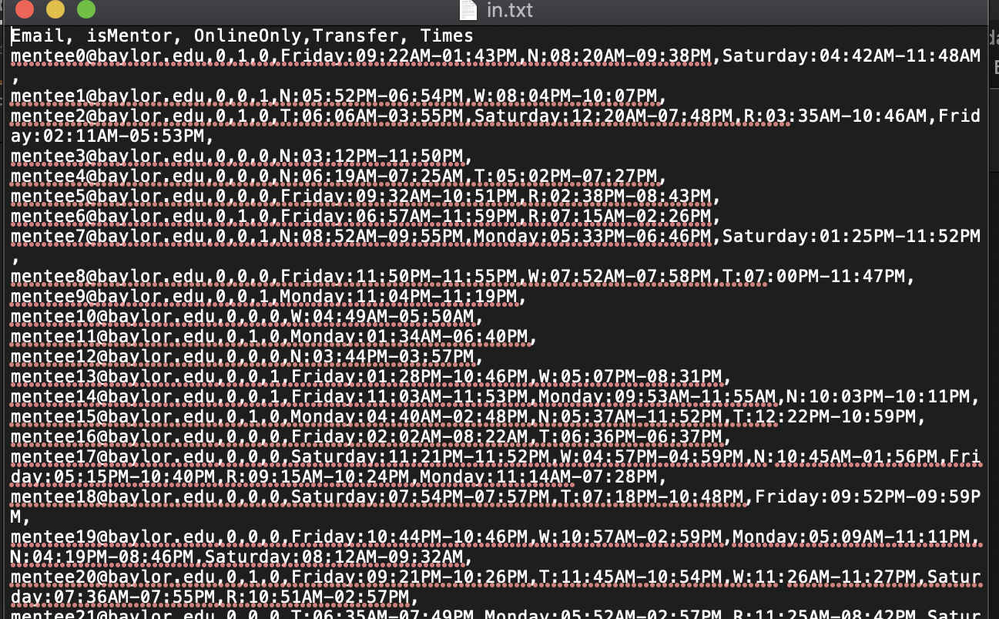 in.txt
Email, isMentor, OnlineOnly,Transfer, Times
mentee0@baylor.edu,0,1,0,Friday:09:22AM-01:43PM,N:08:20AM-09:38PM,Saturday:04:42AM-11:48AM
,
mentee1@baylor.edu,0,0,1,N:05:52PM-06:54PM,W:08:04PM-10:07PM,
mentee2@baylor.edu,0,1,0,T:06:06AM-03:55PM,Saturday:12:20AM-07:48PM,R:03:35AM-10:46AM,Frid
ay:02:11AM-05:53PM,
mentee3@baylor.edu,0,0,0,N:03:12PM-11:50PM,
mentee4@baylor.edu,0,0,0,N:06:19AM-07:25AM,T:05:02PM-07:27PM,
mentee5@baylor.edu,0,0,0,Friday:09:32AM-10:51PM,R:02:38PM-08:43PM,
mentee6@baylor.edu,0,1,0,Friday:06:57AM-11:59PM,R:07:15AM-02:26PM,
mentee7@baylor.edu,0,0,1,N:08:52AM-09:55PM,Monday:05:33PM-06:46PM,Saturday:01:25PM-11:52PM
,
mentee8@baylor.edu,0,0,0,Friday:11:50PM-11:55PM,W:07:52AM-07:58PM,T:07:00PM-11:47PM,
mentee9@baylor.edu,0,0,1,Monday:11:04PM-11:19PM,
mentee10@baylor.edu,0,0,0,W:04:49AM-05:50AM,
mentee11@baylor.edu,0,1,0,Monday:01:34AM-06:40PM,
mentee12@baylor.edu,0,0,0,N:03:44PM-03:57PM,
mentee13@baylor.edu,0,0,1,Friday:01:28PM-10:46PM,W:05:07PM-08:31PM,
mentee14@baylor.edu,0,0,1,Friday:11:03AM-11:53PM,Monday:09:53AM-11:55AM,N:10:03PM-10:11PM,
mentee15@baylor.edu,0,1,0,Monday:04:40AM-02:48PM,N:05:37AM-11:52PM,T:12:22PM-10:59PM,
mentee16@baylor.edu,0,0,0,Friday:02:02AM-08:22AM,T:06:36PM-06:37PM,
mentee17@baylor.edu,0,0,0,Saturday:11:21PM-11:52PM,W:04:57PM-04:59PM,N:10:45AM-01:56PM,Fri
day:05:15PM-10:40PM,R:09:15AM-10:24PM,Monday:11:14AM-07:28PM,
mentee18@baylor.edu,0,0,0,Saturday:07:54PM-07:57PM,T:07:18PM-10:48PM,Friday:09:52PM-09:59P
M,
mentee19@baylor.edu,0,0,0,Friday:10:44PM-10:46PM,W:10:57AM-02:59PM,Monday:05:09AM-11:11PM,
N:04:19PM-08:46PM,Saturday:08:12AM-09:32AM,
mentee20@baylor.edu,0,1,0,Friday:09:21PM-10:26PM,T:11:45AM-10:54PM,W:11:26AM-11:27PM,Satur
day:07:36AM-07:55PM,R:10:51AM-02:57PM,
mentee21@baylor.edu,0,0,0,T:06:35AM-07:49PM,Monday:05:52AM-02:57PM,R:11:25AM-08:42PM,Satur